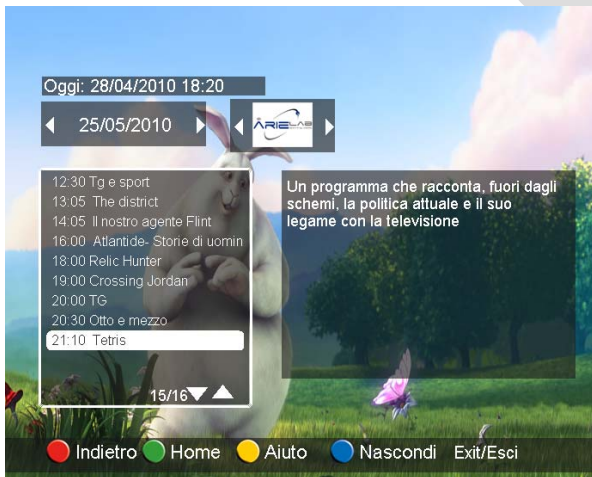 Oggi: 28/04/2010 18:20
25/05/2010
ARIELAB
12:30 Tg e sport
13:05 The district
14:05 Il nostro agente Flint
16:00 Atlantide- Storie di uomin
18:00 Relic Hunter
19:00 Crossing Jordan
20:00 TG
20:30 Otto e mezzo
21:10 Tetris
15/16
Un programma che racconta, fuori dagli
schemi, la politica attuale e il suo
legame con la televisione
Indietro Home Aiuto Nascondi Exit/Esci